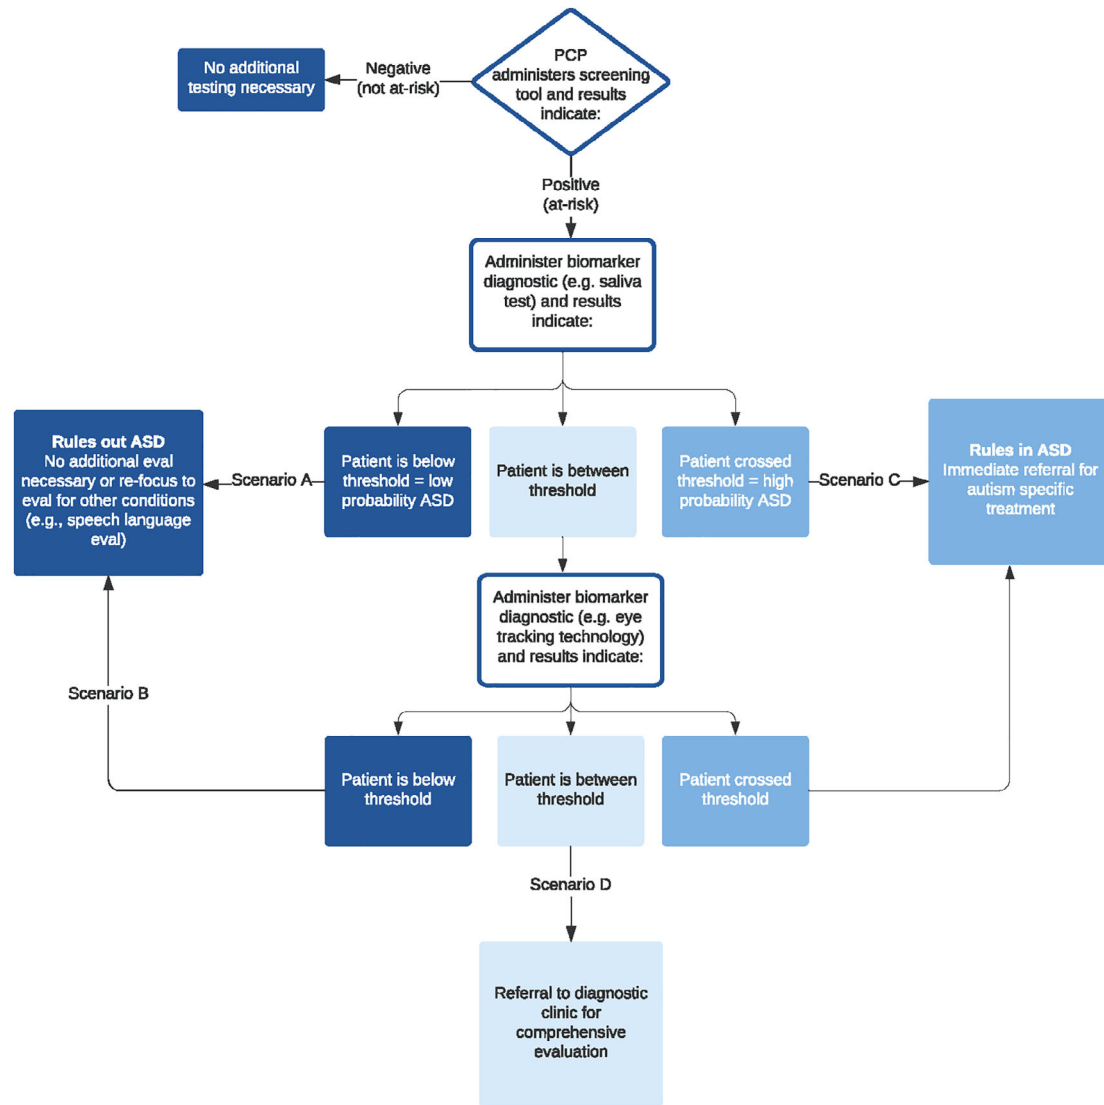 PCP
administers screening
tool and results
indicate:
Negative
(not at-risk)
No additional
testing necessary
Positive
(at-risk)
Administer biomarker
diagnostic (e.g. saliva
test) and results
indicate:
Rules out ASD
No additional eval
necessary or re-focus to
eval for other conditions
(e.g., speech language
eval)
Scenario A
Patient is below
threshold = low
probability ASD
Patient is between
threshold
Patient crossed
threshold = high
probability ASD
Scenario C
Rules in ASD
Immediate referral for
autism specific
treatment
Administer biomarker
diagnostic (e.g. eye
tracking technology)
and results indicate:
Scenario B
Patient is below
threshold
Patient is between
threshold
Patient crossed
threshold
Scenario D
Referral to diagnostic
clinic for
comprehensive
evaluation